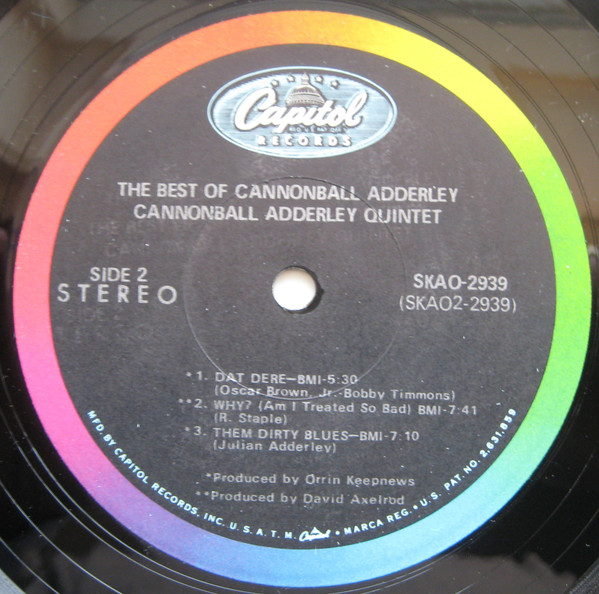 Capitol
RECORDS
THE BEST OF CANNONBALL ADDERLEY
CANNONBALL ADDERLEY QUINTET
SIDE 2
STEREO
SKAO-2939
(SKAO2-2939)
*1. DAT DERE—BMI-5:30
(Oscar Brown, Jr.-Bobby Timmons)
**2. WHY? (Am I Treated So Bad) BMI-7:41
(R. Staple)
*3. THEM DIRTY BLUES—BMI-7:10
(Julian Adderley)
*Produced by Orrin Keepnews
**Produced by David Axelrod
MFD. BY CAPITOL RECORDS, INC. U.S.A. T.M. Capitol MARCA REG. • U.S. PAT. NO. 2,631,859